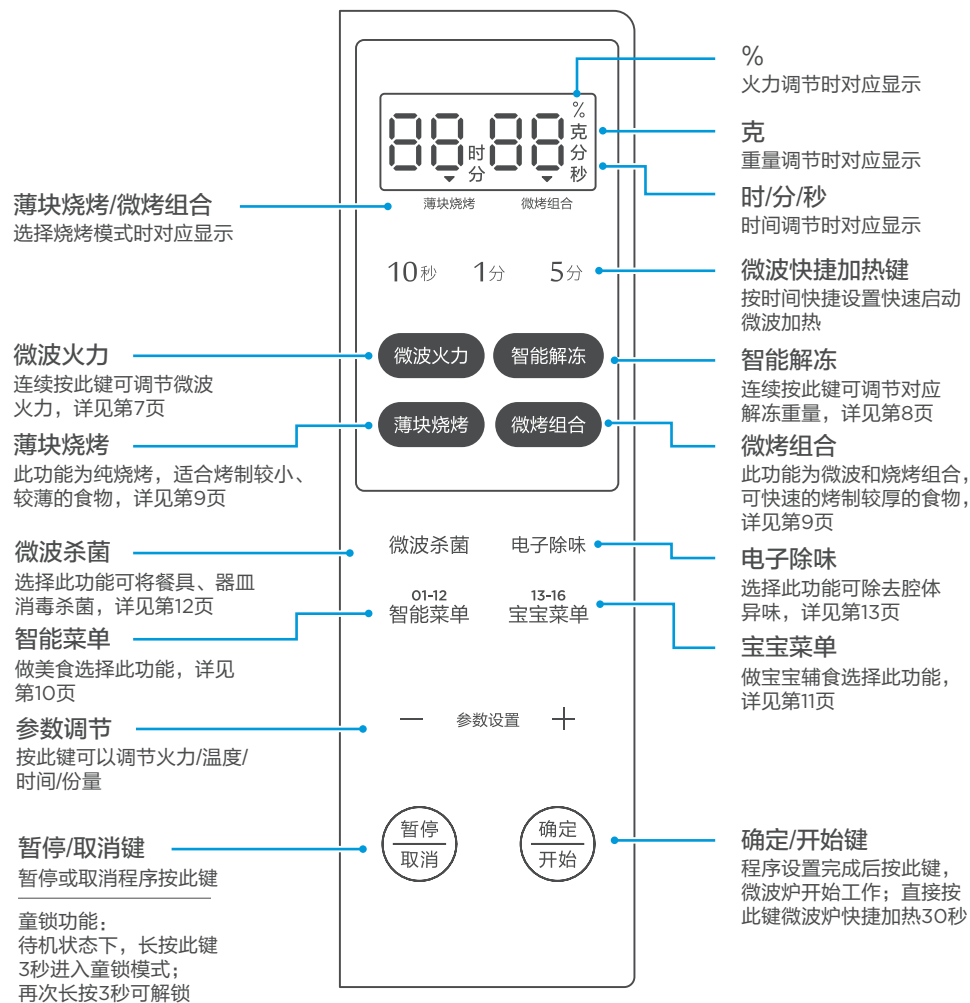 %
火力调节时对应显示
克
重量调节时对应显示
时/分/秒
时间调节时对应显示
88时分88%克分秒
薄块烧烤 微烤组合
薄块烧烤/微烤组合
选择烧烤模式时对应显示
10秒 1分 5分
微波快捷加热键
按时间快捷设置快速启动
微波加热
微波火力
连续按此键可调节微波
火力，详见第7页
微波火力 智能解冻
智能解冻
连续按此键可调节对应
解冻重量，详见第8页
薄块烧烤
此功能为纯烧烤，适合烤制较小、
较薄的食物，详见第9页
薄块烧烤 微烤组合
微烤组合
此功能为微波和烧烤组合，
可快速的烤制较厚的食物，
详见第9页
微波杀菌
选择此功能可将餐具、器皿
消毒杀菌，详见第12页
微波杀菌 电子除味
电子除味
选择此功能可除去腔体
异味，详见第13页
智能菜单
做美食选择此功能，详见
第10页
01-12 13-16
智能菜单 宝宝菜单
宝宝菜单
做宝宝辅食选择此功能，
详见第11页
参数调节
按此键可以调节火力/温度/
时间/份量
— 参数设置 +
暂停/取消键
暂停或取消程序按此键
童锁功能：
待机状态下，长按此键
3秒进入童锁模式；
再次长按3秒可解锁
暂停 确定
取消 开始
确定/开始键
程序设置完成后按此键，
微波炉开始工作；直接按
此键微波炉快捷加热30秒